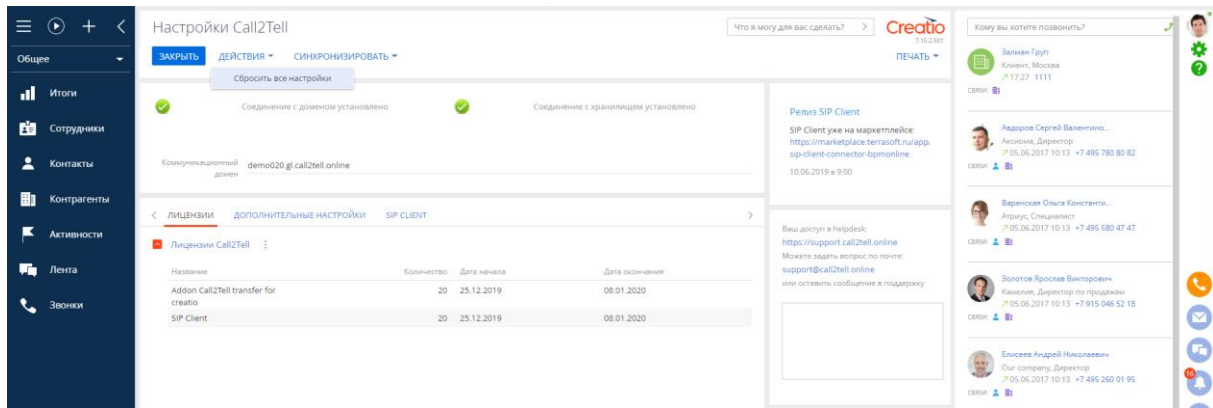 Общее
Итоги
Сотрудники
Контакты
Контрагенты
Активности
Лента
Звонки
Настройки Call2Tell
Что я могу для вас сделать?
Creatio
7.15.2.501
ЗАКРЫТЬ
ДЕЙСТВИЯ
СИНХРОНИЗИРОВАТЬ
ПЕЧАТЬ
Сбросить все настройки
Соединение с доменом установлено
Соединение с хранилищем установлено
Коммуникационный
домен
demo020.gl.call2tell.online
ЛИЦЕНЗИИ
ДОПОЛНИТЕЛЬНЫЕ НАСТРОЙКИ
SIP CLIENT
Лицензии Call2Tell
Название Количество Дата начала Дата окончания
Addon Call2Tell transfer for
creatio
20 25.12.2019 08.01.2020
SIP Client 20 25.12.2019 08.01.2020
Релиз SIP Client
SIP Client уже на маркетплейсе:
https://marketplace.terrasoft.ru/app.
sip-client-connector-bpmonline
10.06.2019 в 9:00
Ваш доступ в helpdesk:
https://support.call2tell.online
Можете задать вопрос по почте:
support@call2tell.online
или оставить сообщение в поддержку
Кому вы хотите позвонить?
Залман Груп
Клиент, Москва
17:27 1111
СВЯЗИ:
Авдоров Сергей Валентино...
Аксиома, Директор
05.06.2017 10:13 +7 495 780 80 82
СВЯЗИ:
Варенская Ольга Константи...
Атриус, Специалист
05.06.2017 10:13 +7 495 580 47 47
СВЯЗИ:
Золотов Ярослав Викторович
Камелия, Директор по продажам
05.06.2017 10:13 +7 915 046 52 18
СВЯЗИ:
Елисеев Андрей Николаевич
Our company, Директор
05.06.2017 10:13 +7 495 260 01 95
СВЯЗИ:
16